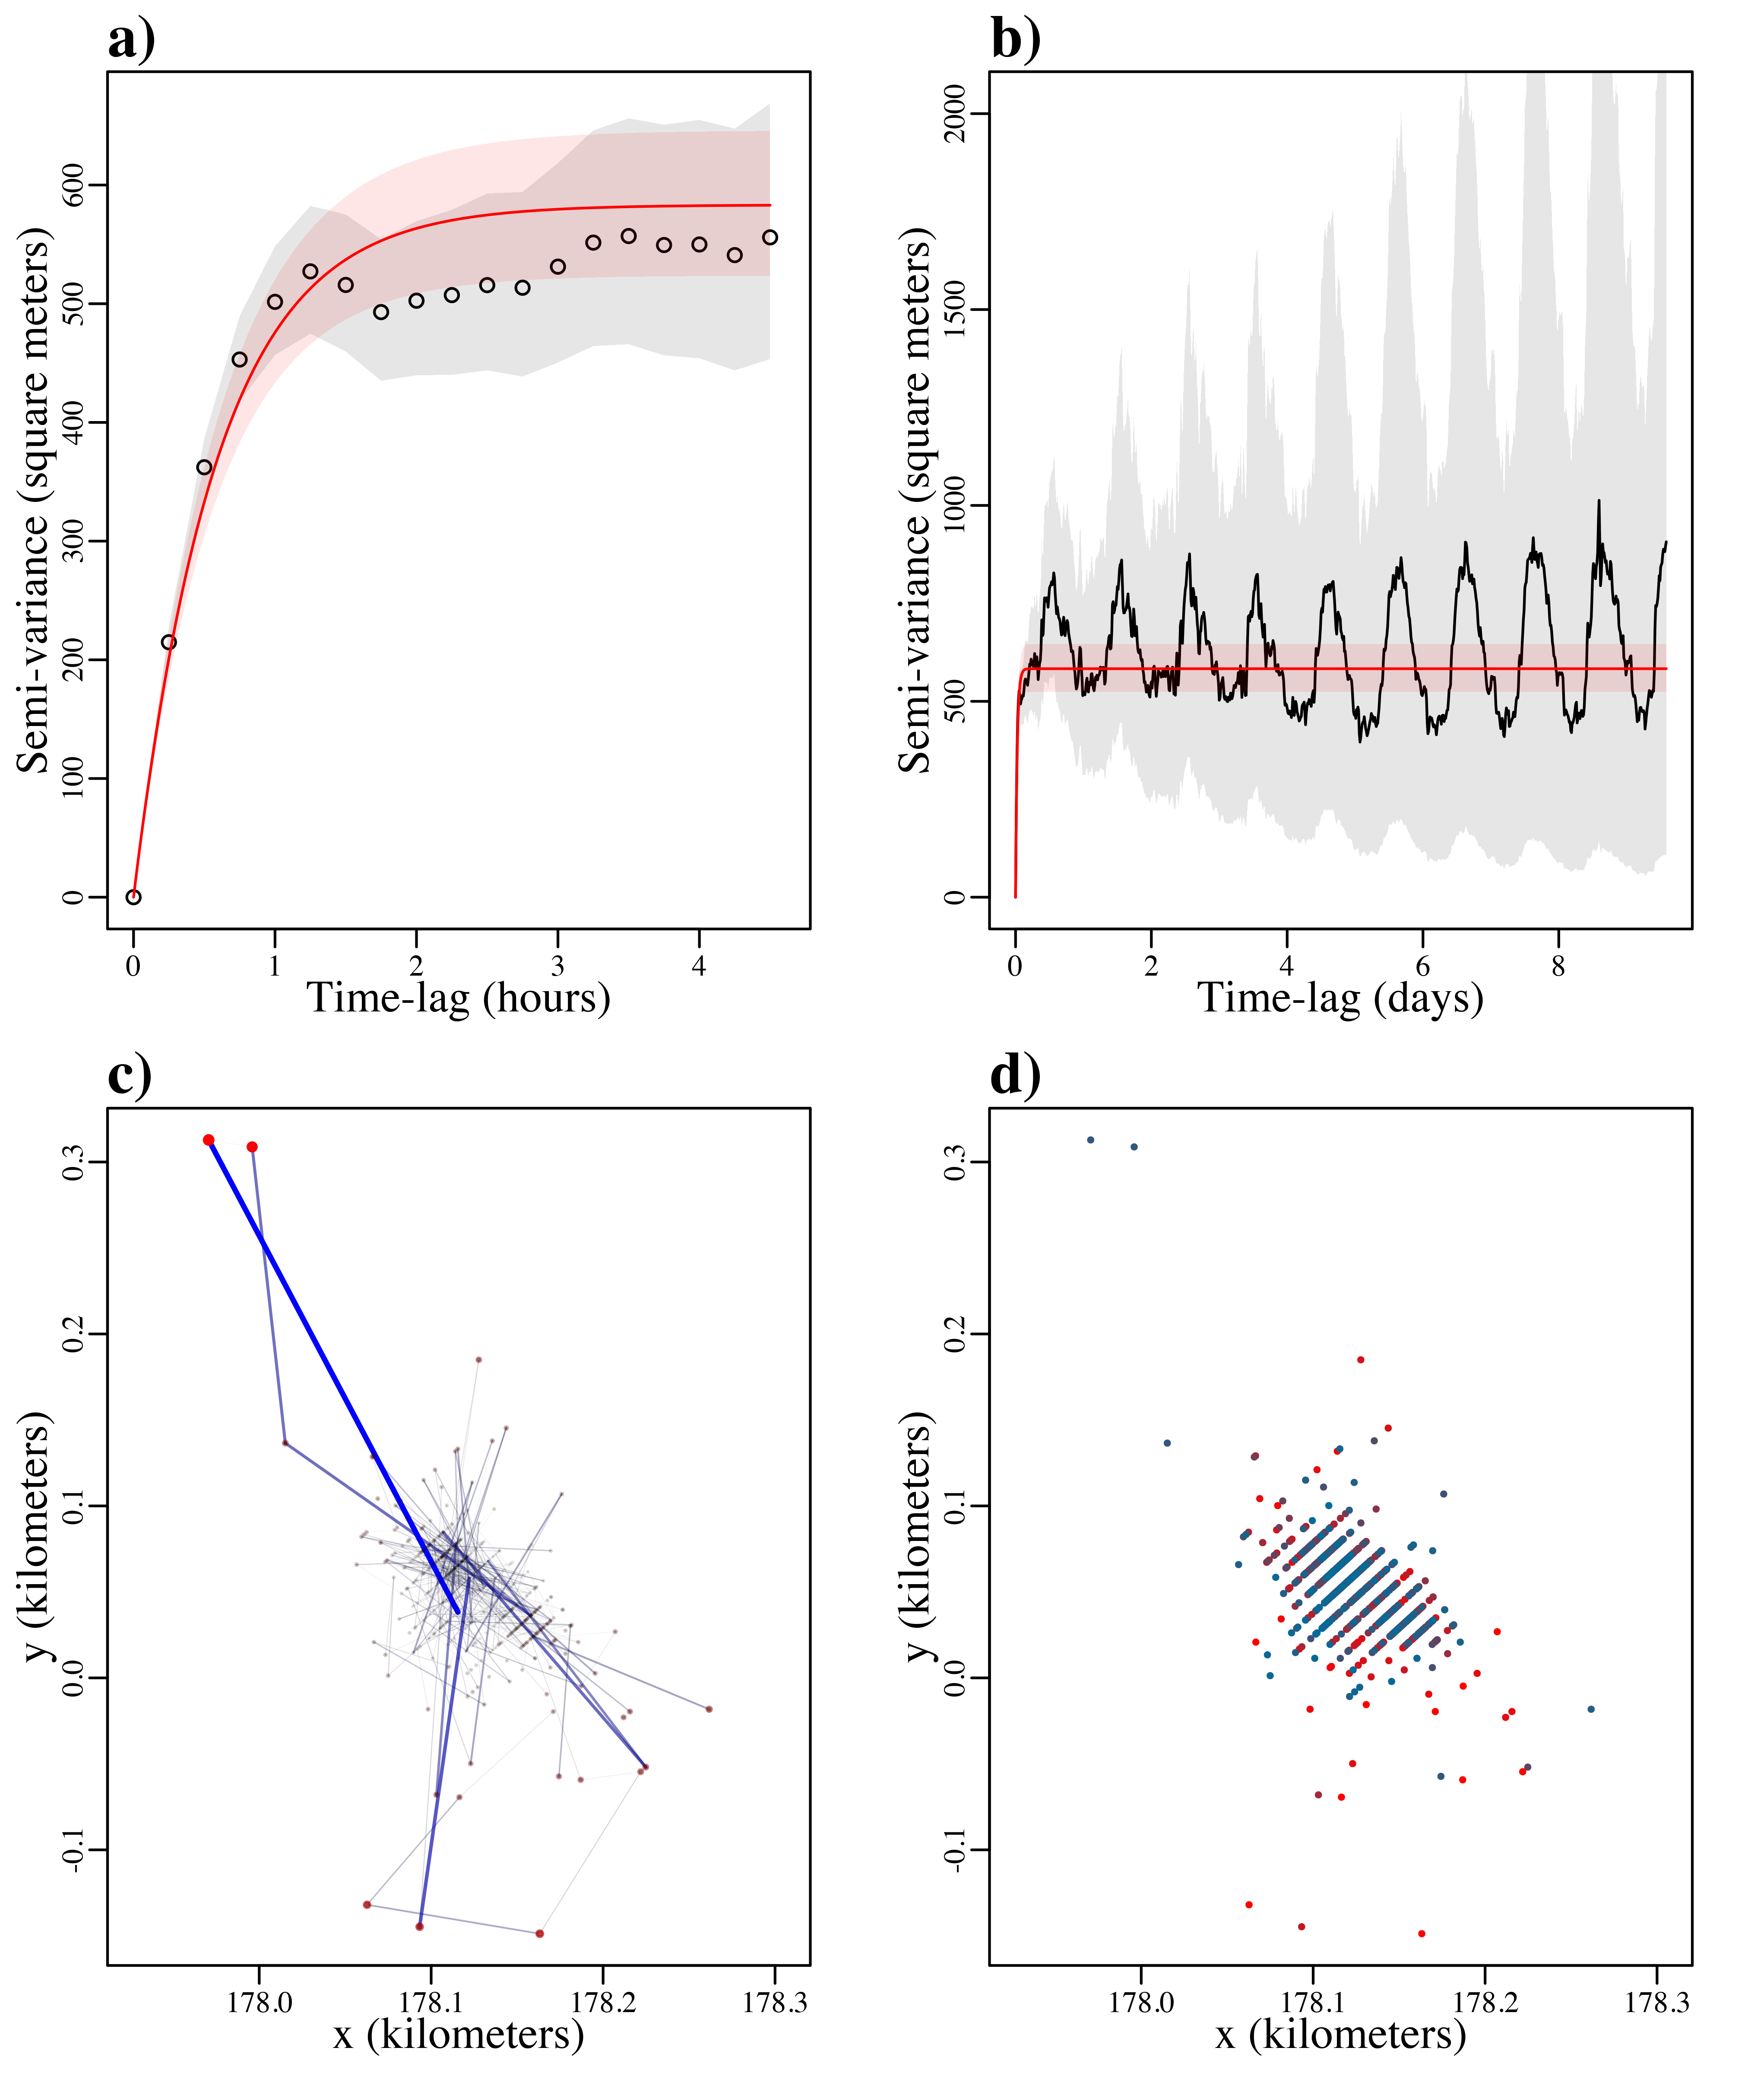 a)
Semi-variance (square meters)
600
500
400
300
200
100
0
0 1 2 3 4
Time-lag (hours)
b)
Semi-variance (square meters)
2000
1500
1000
500
0
0 2 4 6 8
Time-lag (days)
c)
y (kilometers)
0.3
0.2
0.1
0.0
-0.1
178.0 178.1 178.2 178.3
x (kilometers)
d)
y (kilometers)
0.3
0.2
0.1
0.0
-0.1
178.0 178.1 178.2 178.3
x (kilometers)